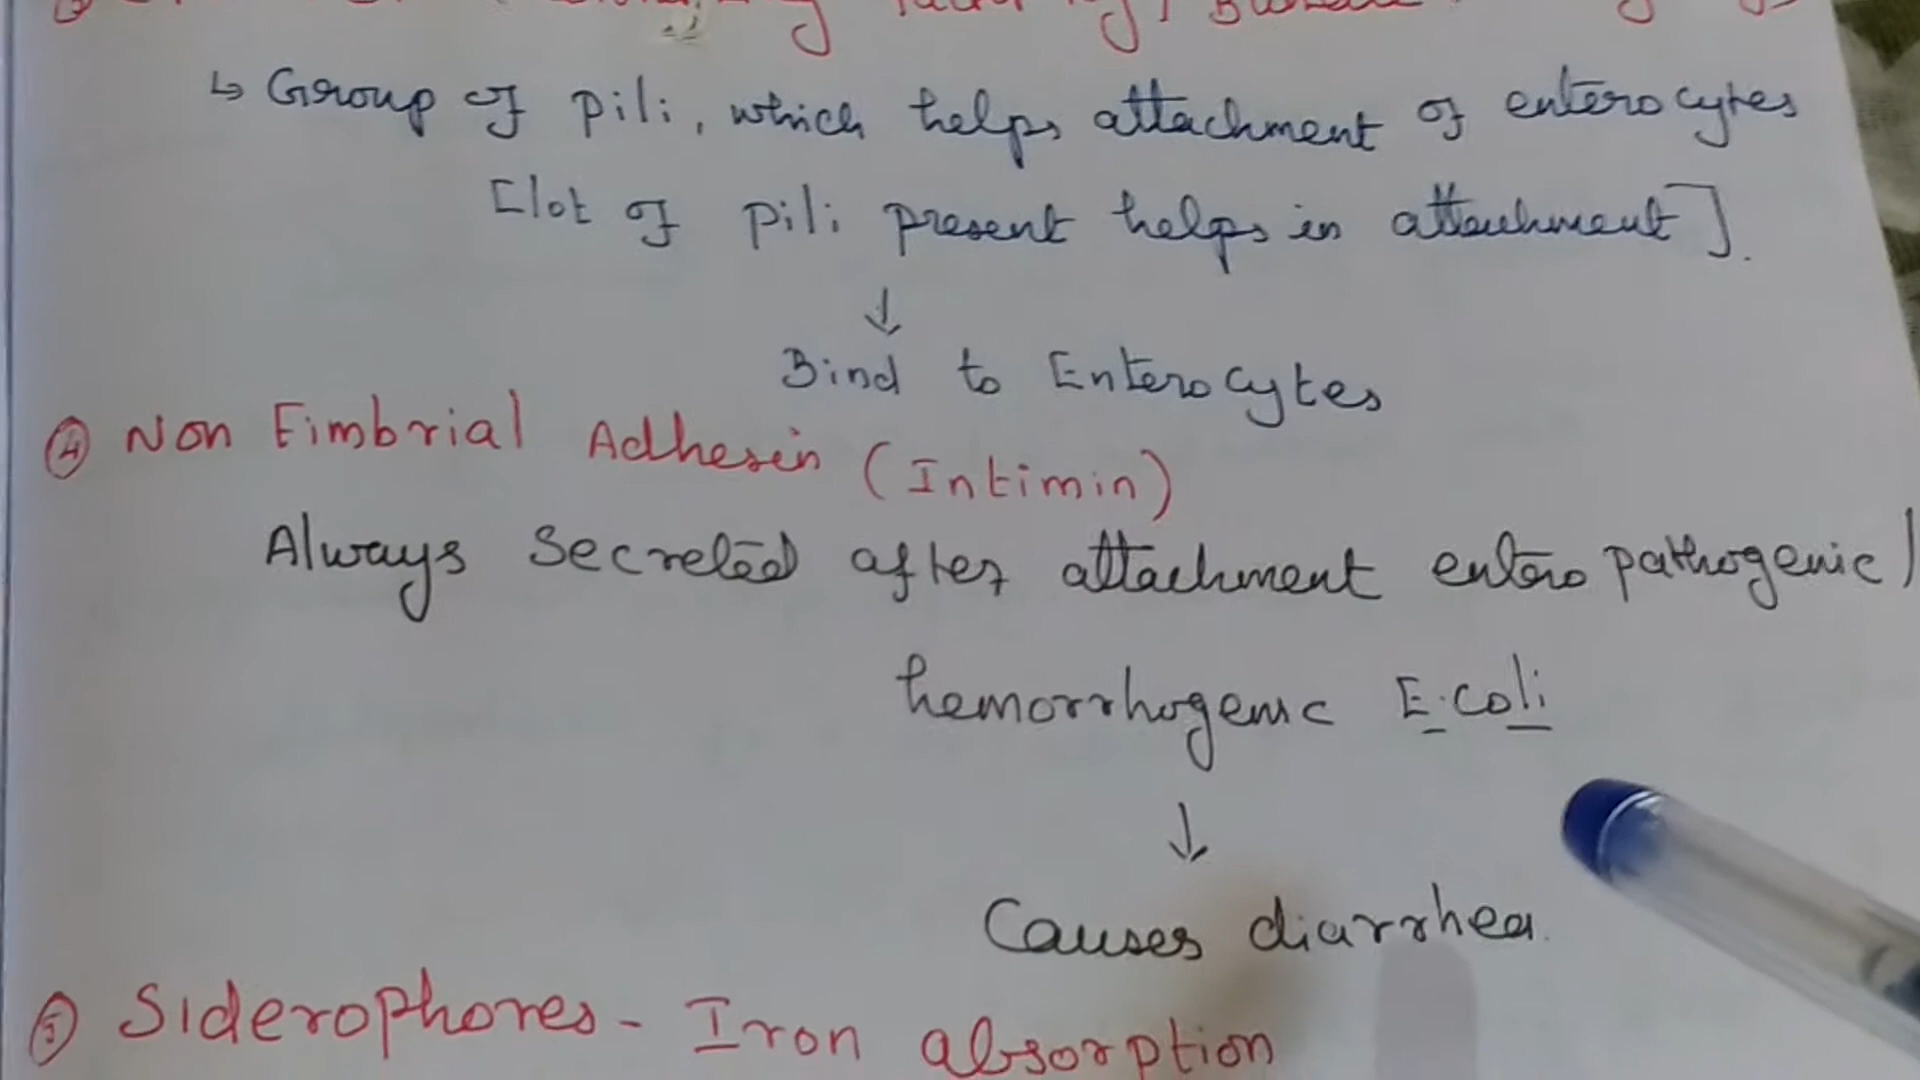 ③
↳ Group of pili, which helps attachment of enterocytes
[lot of pili present helps in attachment].
↓
Bind to Enterocytes
④ Non Fimbrial Adhesin (Intimin)
Always secreted after attachment entero pathogenic /
hemorrhogenic E. coli
↓
Causes diarrhea.
⑤ Siderophores - Iron absorption